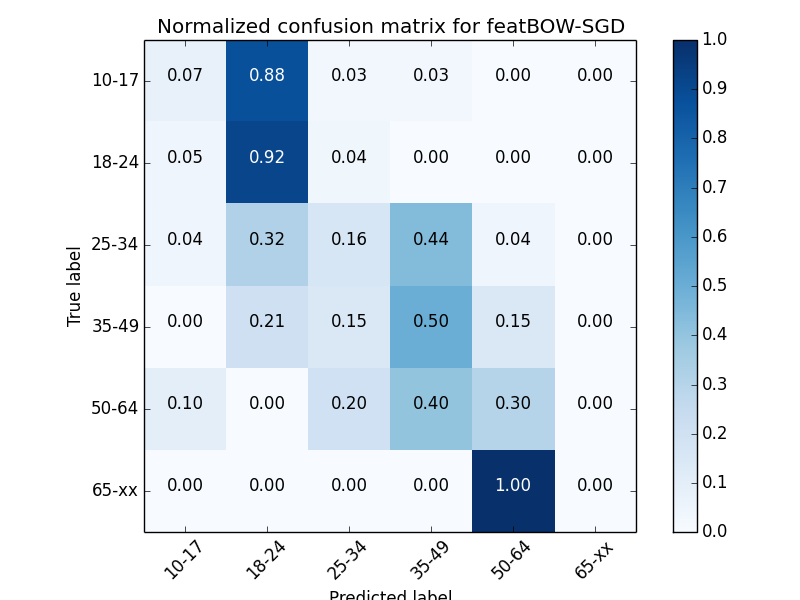 Normalized confusion matrix for featBOW-SGD
True label
10-17 0.07 0.88 0.03 0.03 0.00 0.00
18-24 0.05 0.92 0.04 0.00 0.00 0.00
25-34 0.04 0.32 0.16 0.44 0.04 0.00
35-49 0.00 0.21 0.15 0.50 0.15 0.00
50-64 0.10 0.00 0.20 0.40 0.30 0.00
65-xx 0.00 0.00 0.00 0.00 1.00 0.00
10-17 18-24 25-34 35-49 50-64 65-xx
Predicted label
1.0
0.9
0.8
0.7
0.6
0.5
0.4
0.3
0.2
0.1
0.0